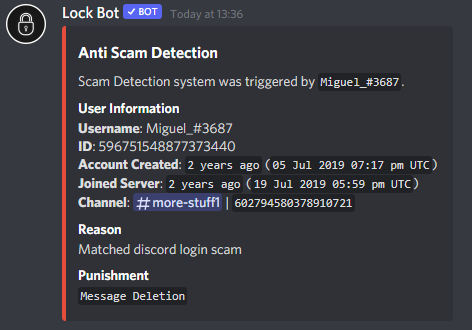 Lock Bot ✓ BOT Today at 13:36
Anti Scam Detection
Scam Detection system was triggered by Miguel_#3687.
User Information
Username: Miguel_#3687
ID: 596751548877373440
Account Created: 2 years ago (05 Jul 2019 07:17 pm UTC)
Joined Server: 2 years ago (19 Jul 2019 05:59 pm UTC)
Channel: #more-stuff1 | 602794580378910721
Reason
Matched discord login scam
Punishment
Message Deletion